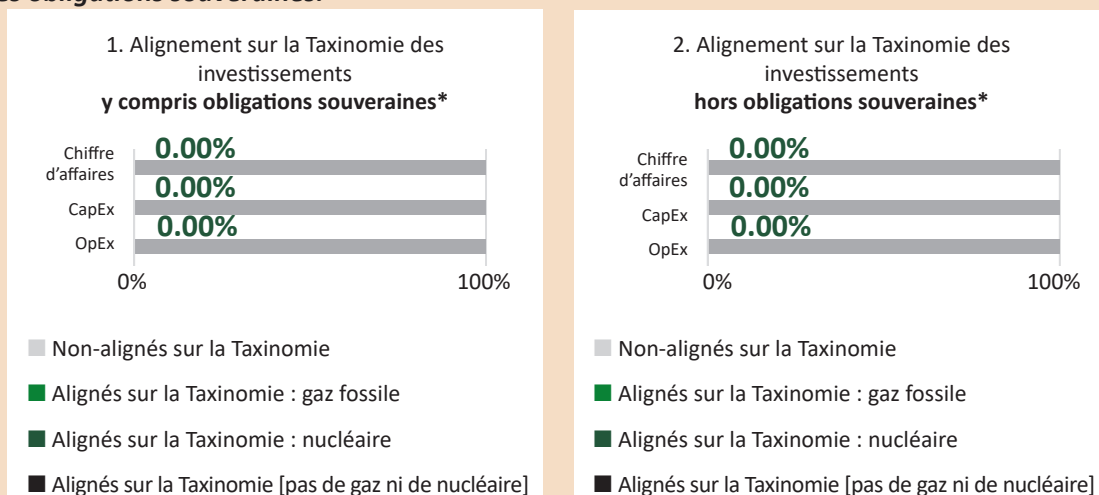 es obligations souveraines.
1. Alignement sur la Taxinomie des
investissements
y compris obligations souveraines*
Chiffre
d'affaires
0.00%
CapEx
0.00%
OpEx
0.00%
0%
100%
Non-alignés sur la Taxinomie
Alignés sur la Taxinomie : gaz fossile
Alignés sur la Taxinomie : nucléaire
Alignés sur la Taxinomie [pas de gaz ni de nucléaire]
2. Alignement sur la Taxinomie des
investissements
hors obligations souveraines*
Chiffre
d'affaires
0.00%
CapEx
0.00%
OpEx
0.00%
0%
100%
Non-alignés sur la Taxinomie
Alignés sur la Taxinomie : gaz fossile
Alignés sur la Taxinomie : nucléaire
Alignés sur la Taxinomie [pas de gaz ni de nucléaire]